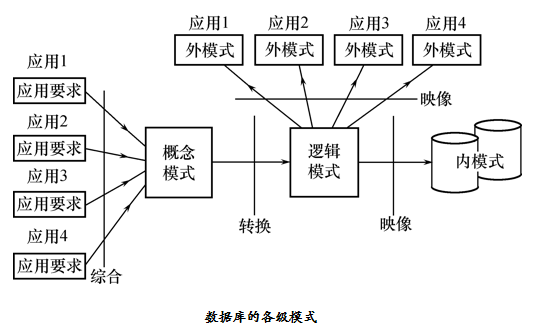 应用1 应用2 应用3 应用4
外模式 外模式 外模式 外模式
映像
应用1
应用要求
应用2
应用要求
应用3
应用要求
应用4
应用要求
综合
概念
模式
转换
逻辑
模式
映像
内模式
数据库的各级模式